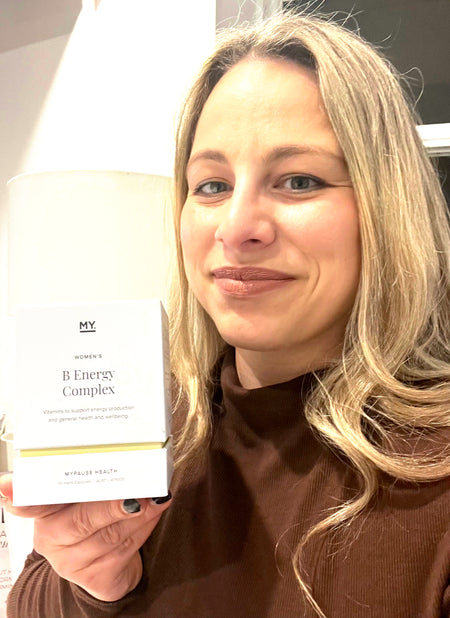 MY.
WOMEN'S
B Energy
Complex
Vitamins to support energy production
and general health and wellbeing.
MYPAUSE HEALTH